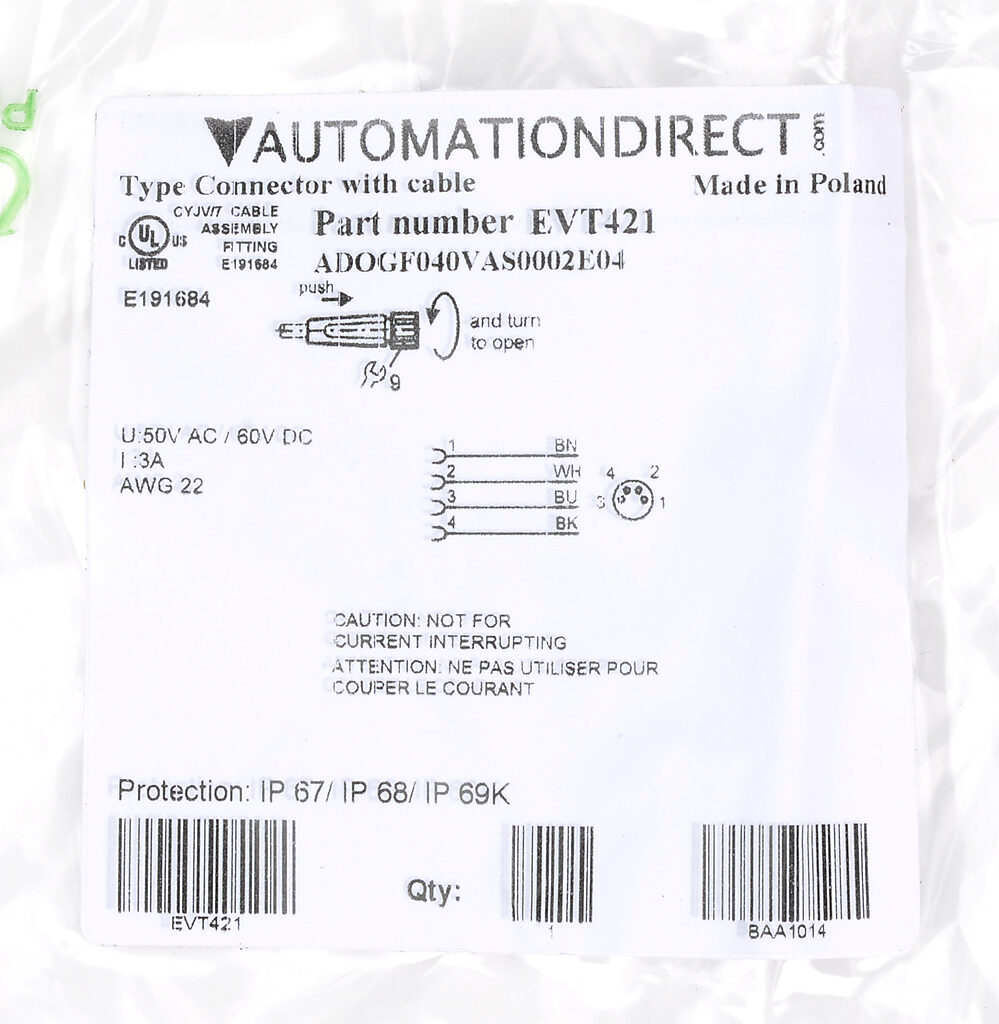 AUTOMATIONDIRECT.com
Type Connector with cable
Made in Poland
CYJV/7 CABLE
ASSEMBLY
FITTING
E191684
C UL US
LISTED
Part number EVT421
ADOGF040VAS0002E04
E191684
push
and turn
to open
9
U:50V AC / 60V DC
I :3A
AWG 22
1 BN
2 WH
3 BU
4 BK
4 2
3 1
CAUTION: NOT FOR
CURRENT INTERRUPTING
ATTENTION: NE PAS UTILISER POUR
COUPER LE COURANT
Protection: IP 67/ IP 68/ IP 69K
EVT421
Qty:
1
BAA1014